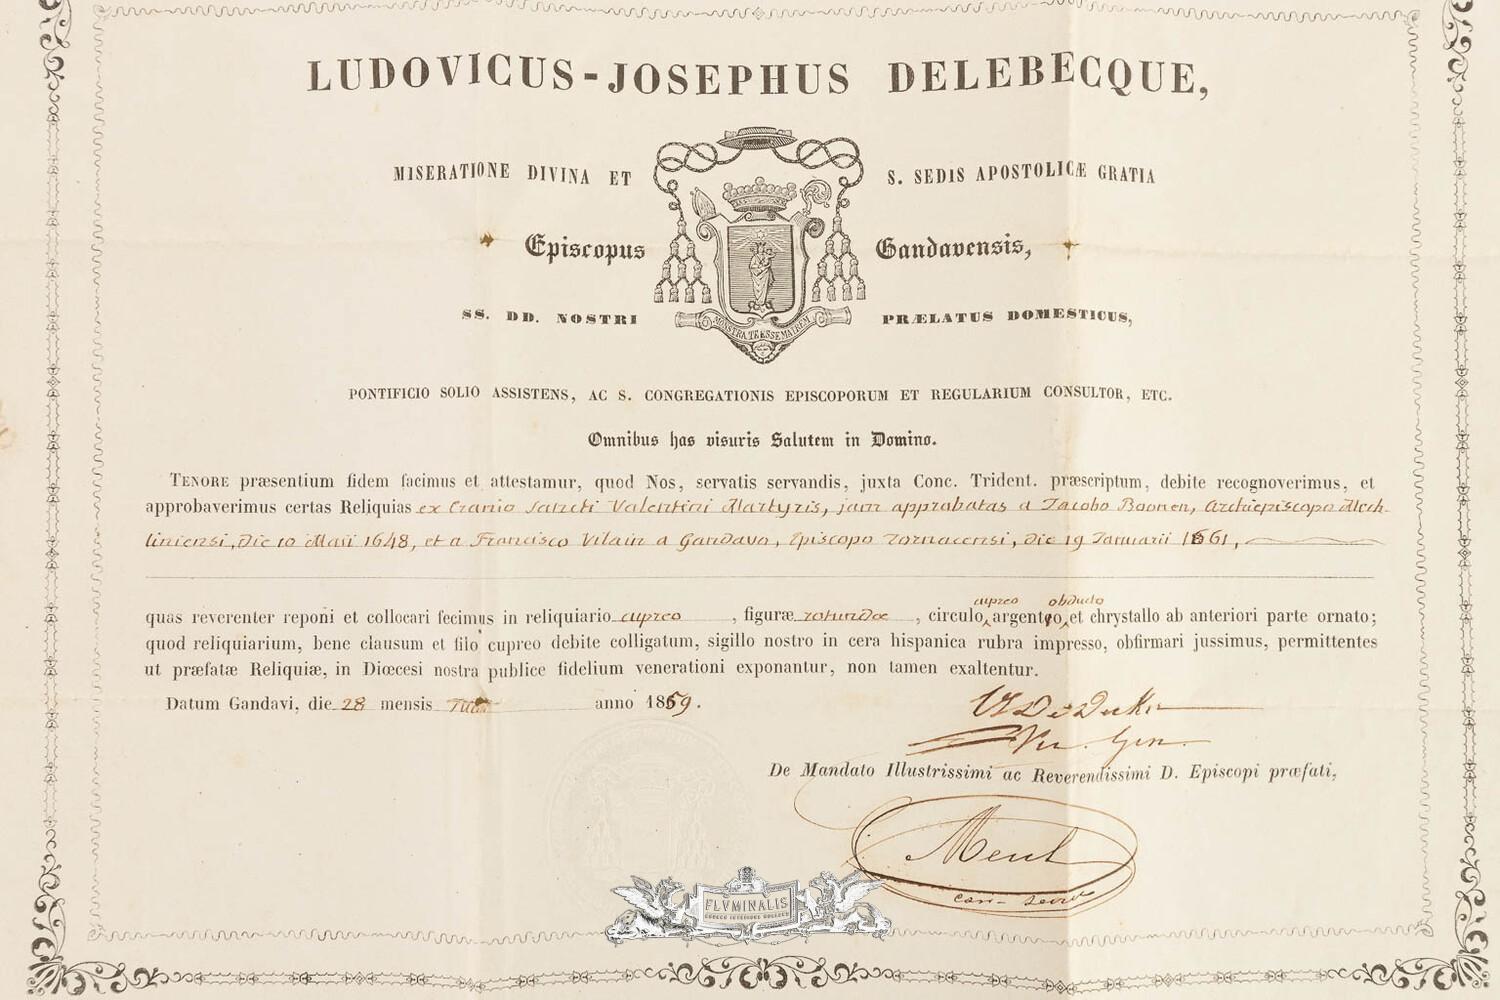 LUDOVICUS-JOSEPHUS DELEBECQUE,
MISERATIONE DIVINA ET S. SEDIS APOSTOLICÆ GRATIA
Episcopus Gandavensis,
SS. DD. NOSTRI PRÆLATUS DOMESTICUS,
MONSTRA TE ESSE MATREM
PONTIFICIO SOLIO ASSISTENS, AC S. CONGREGATIONIS EPISCOPORUM ET REGULARIUM CONSULTOR, ETC.
Omnibus has visuris Salutem in Domino.
TENORE præsentium fidem facimus et attestamur, quod Nos, servatis servandis, juxta Conc. Trident. præscriptum, debite recognoverimus, et
approbaverimus certas Reliquias ex Cranio Sancti Valentini Martyris, jam approbatas a Jacobo Boonen, Archiepiscopo Mech-
liniensi, Die 10 Maii 1648, et a Francisco Vilain a Gandavo, Episcopo Tornacensi, die 19 Januarii 1661,
cupreo obducto
quas reverenter reponi et collocari fecimus in reliquiario cupreo, figuræ rotundæ, circulo argenteo et chrystallo ab anteriori parte ornato;
quod reliquiarium, bene clausum et filo cupreo debite colligatum, sigillo nostro in cera hispanica rubra impresso, obfirmari jussimus, permittentes
ut præfatæ Reliquiæ, in Diœcesi nostra publice fidelium venerationi exponantur, non tamen exaltentur.
Datum Gandavi, die 28 mensis anno 1859.
De Decker
Vic. Gen.
De Mandato Illustrissimi ac Reverendissimi D. Episcopi præfati,
can- secr
FLVMINALIS